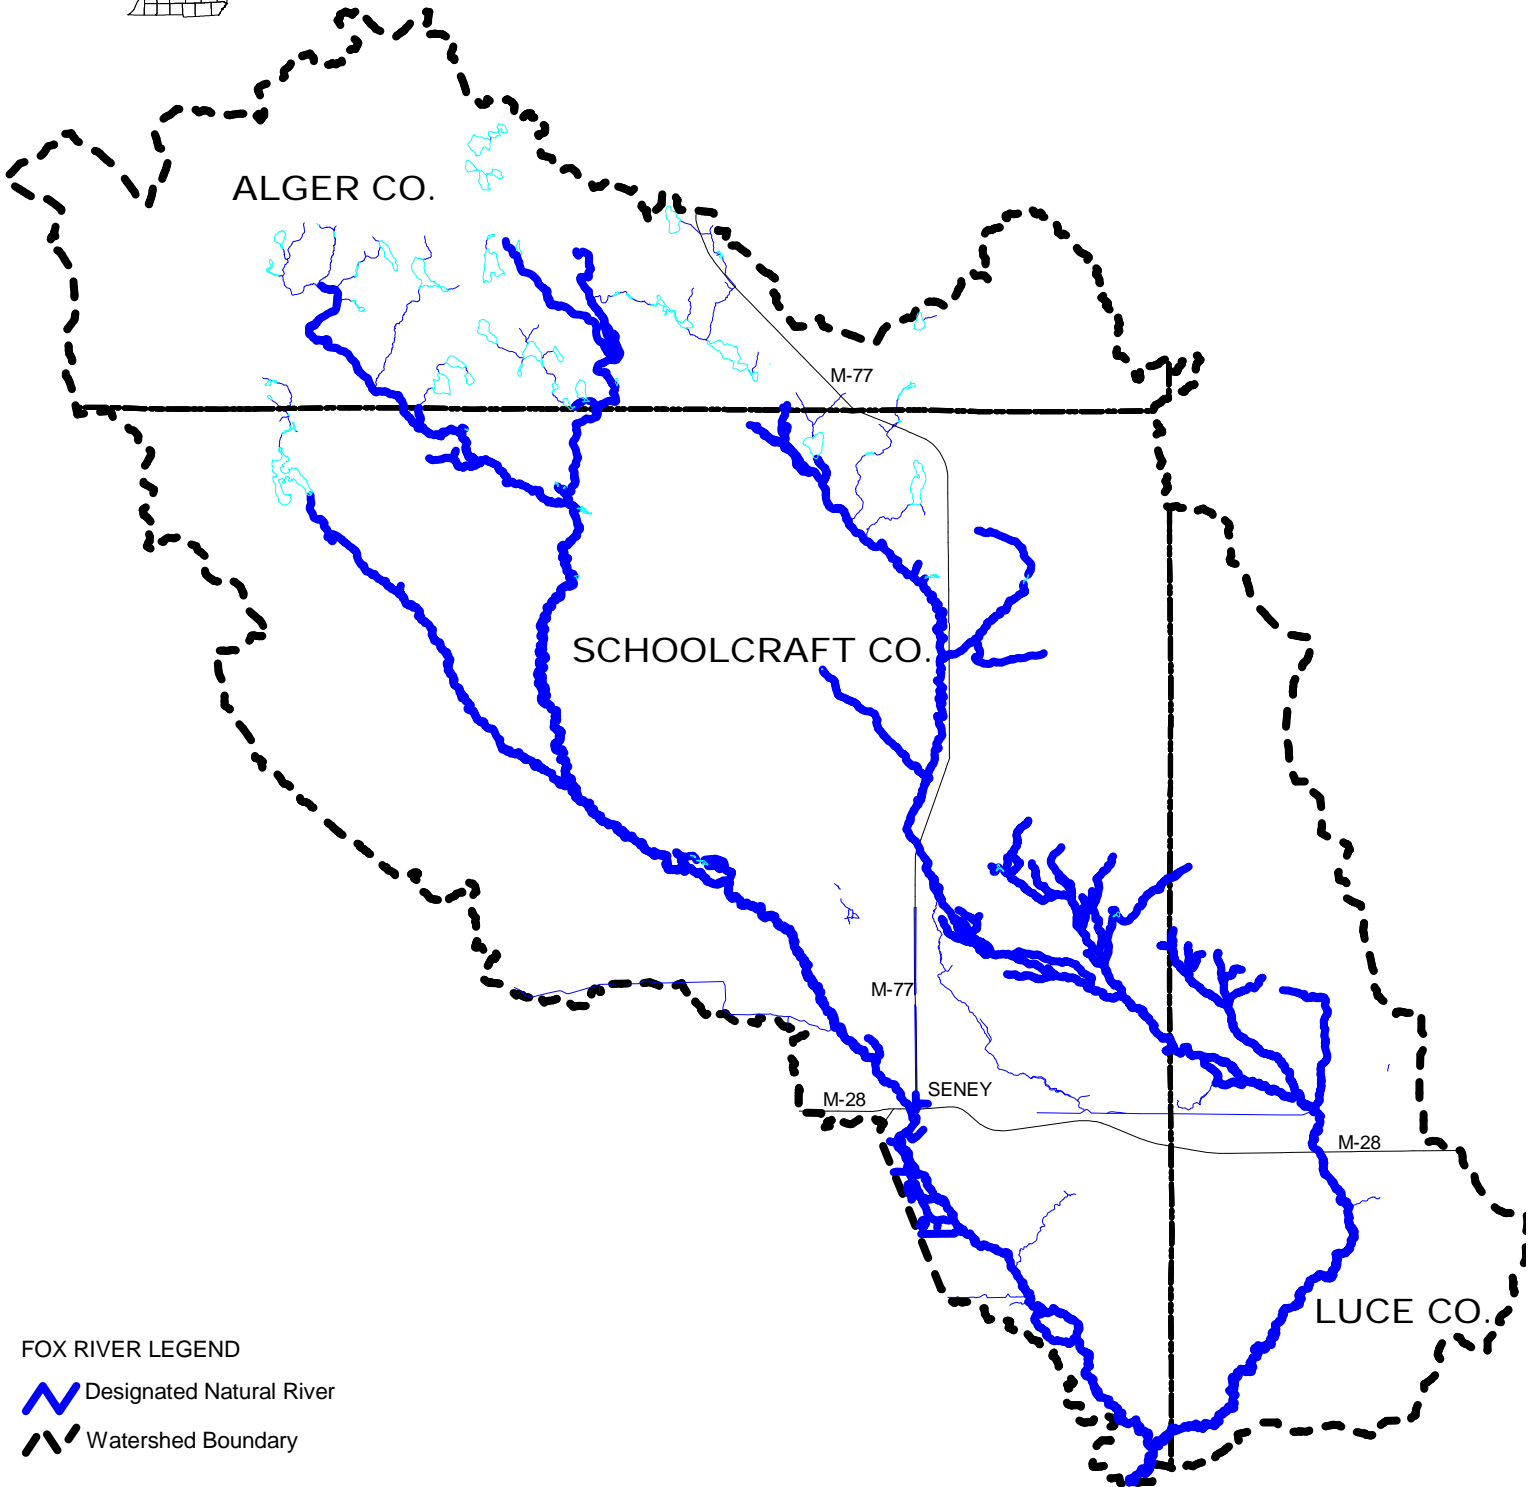 ALGER CO.
M-77
SCHOOLCRAFT CO.
M-77
SENEY
M-28
M-28
LUCE CO.
FOX RIVER LEGEND
Designated Natural River
Watershed Boundary